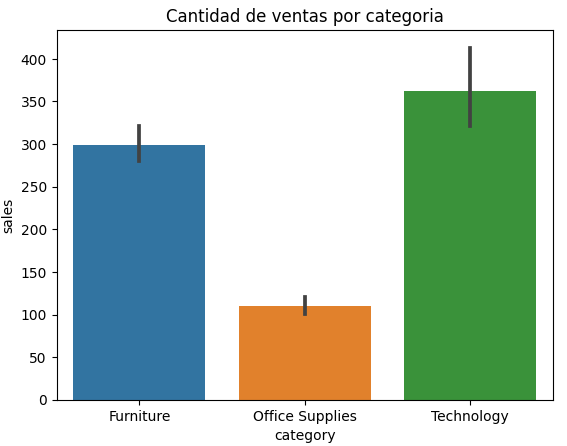 Cantidad de ventas por categoria
400
350
300
250
200
150
100
50
0
sales
Furniture
Office Supplies
Technology
category